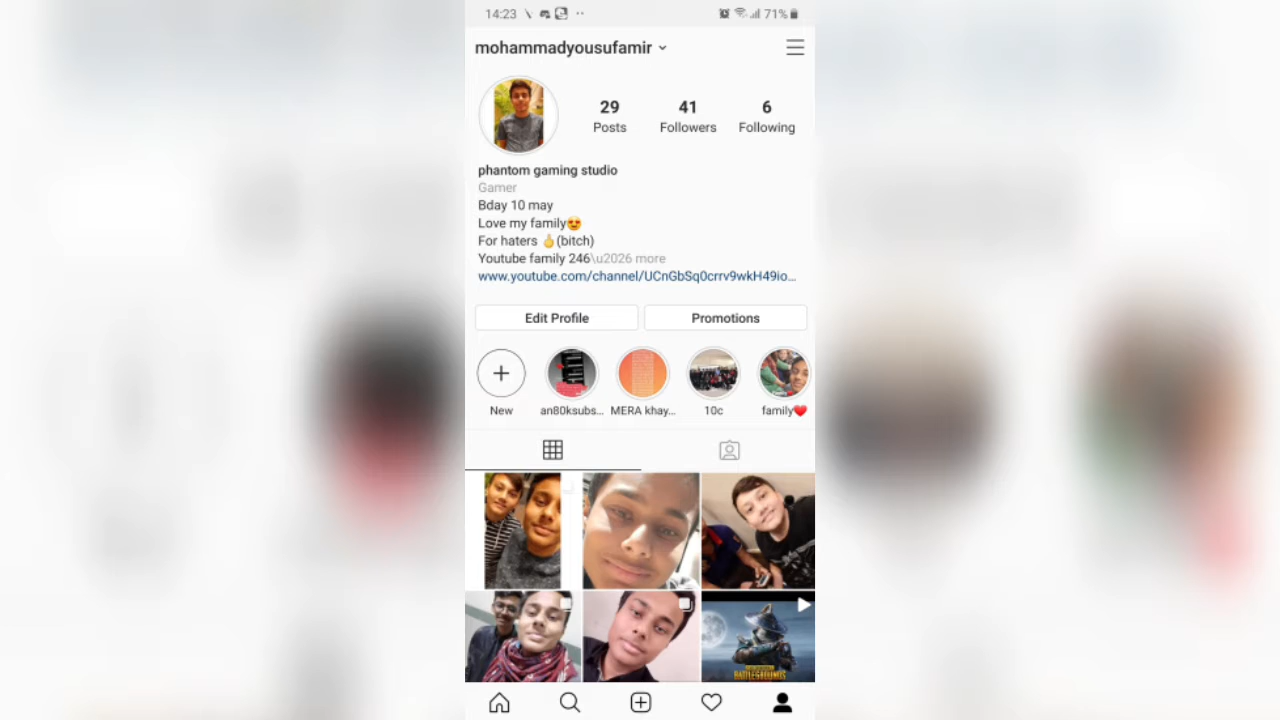 14:23
71%
mohammadyousufamir
29
41
6
Posts
Followers
Following
phantom gaming studio
Gamer
Bday 10 may
Love my family😍
For haters 🖕(bitch)
Youtube family 246\u2026 more
www.youtube.com/channel/UCnGbSq0crrv9wkH49io...
Edit Profile
Promotions
New
an80ksubs...
MERA khay...
10c
family❤️
BATTLEGROUNDS